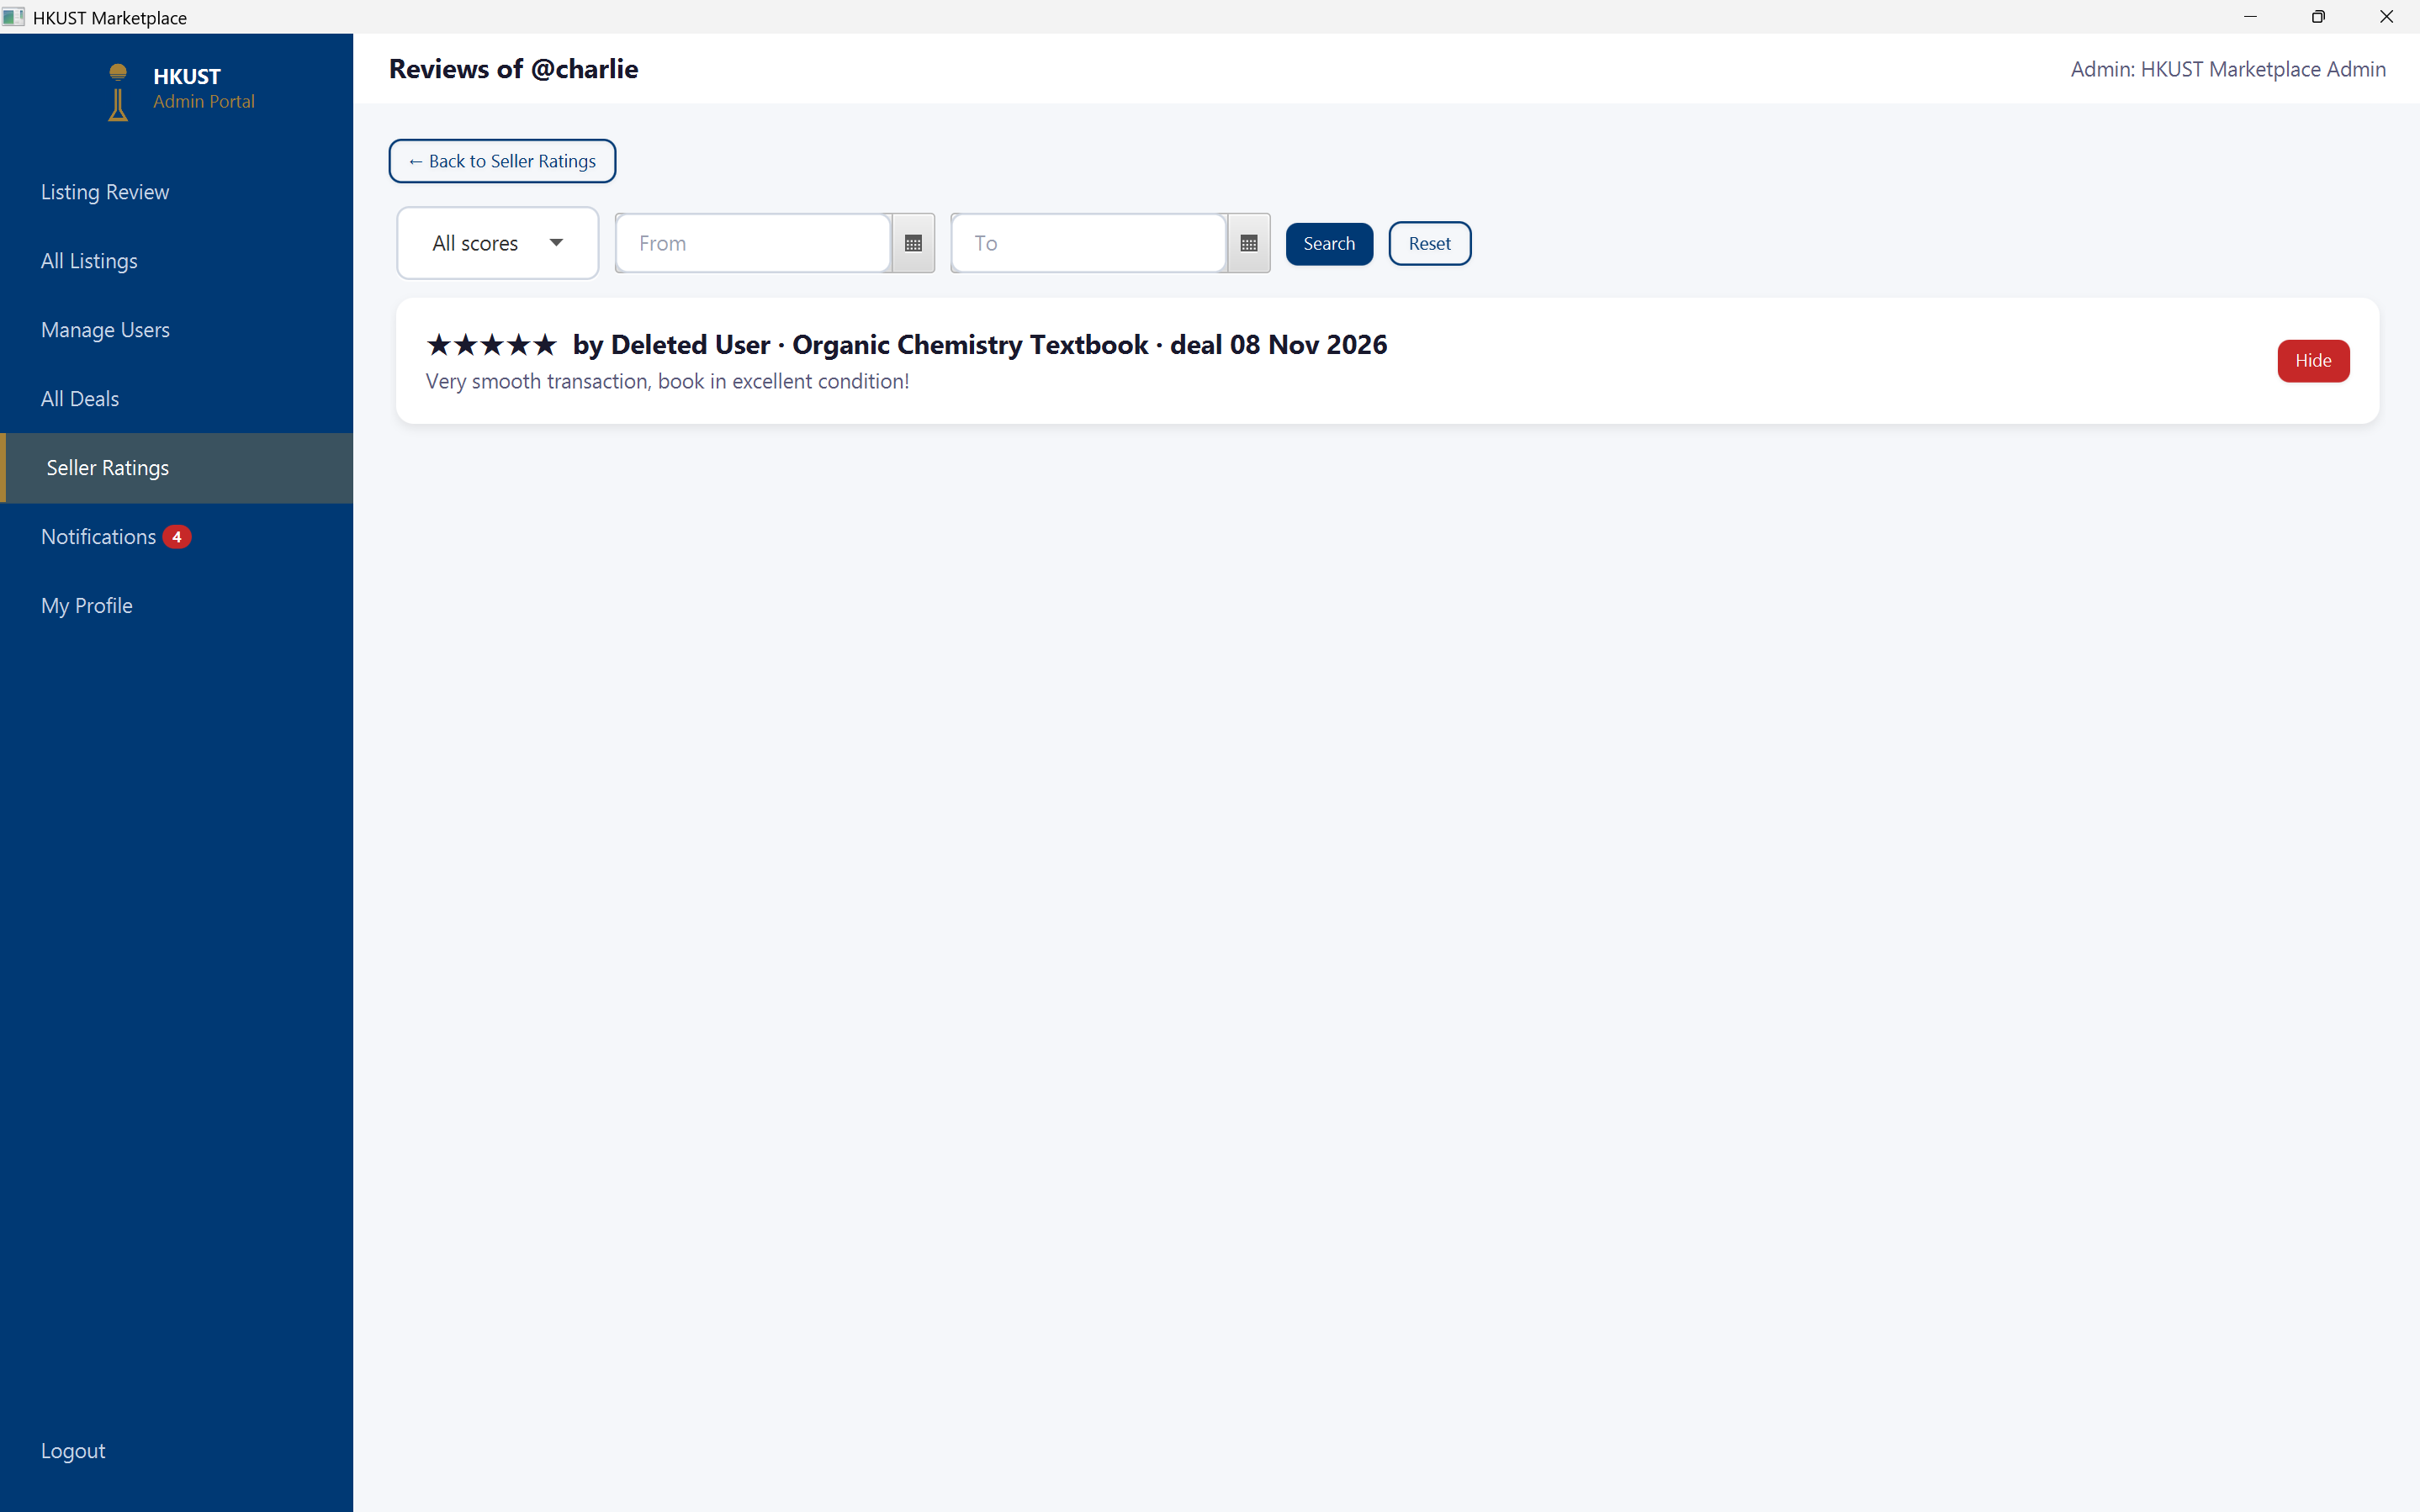 HKUST Marketplace
HKUST
Admin Portal
Listing Review
All Listings
Manage Users
All Deals
Seller Ratings
Notifications 4
My Profile
Logout
Reviews of @charlie
Admin: HKUST Marketplace Admin
← Back to Seller Ratings
All scores From To Search Reset
★★★★★ by Deleted User · Organic Chemistry Textbook · deal 08 Nov 2026
Very smooth transaction, book in excellent condition!
Hide